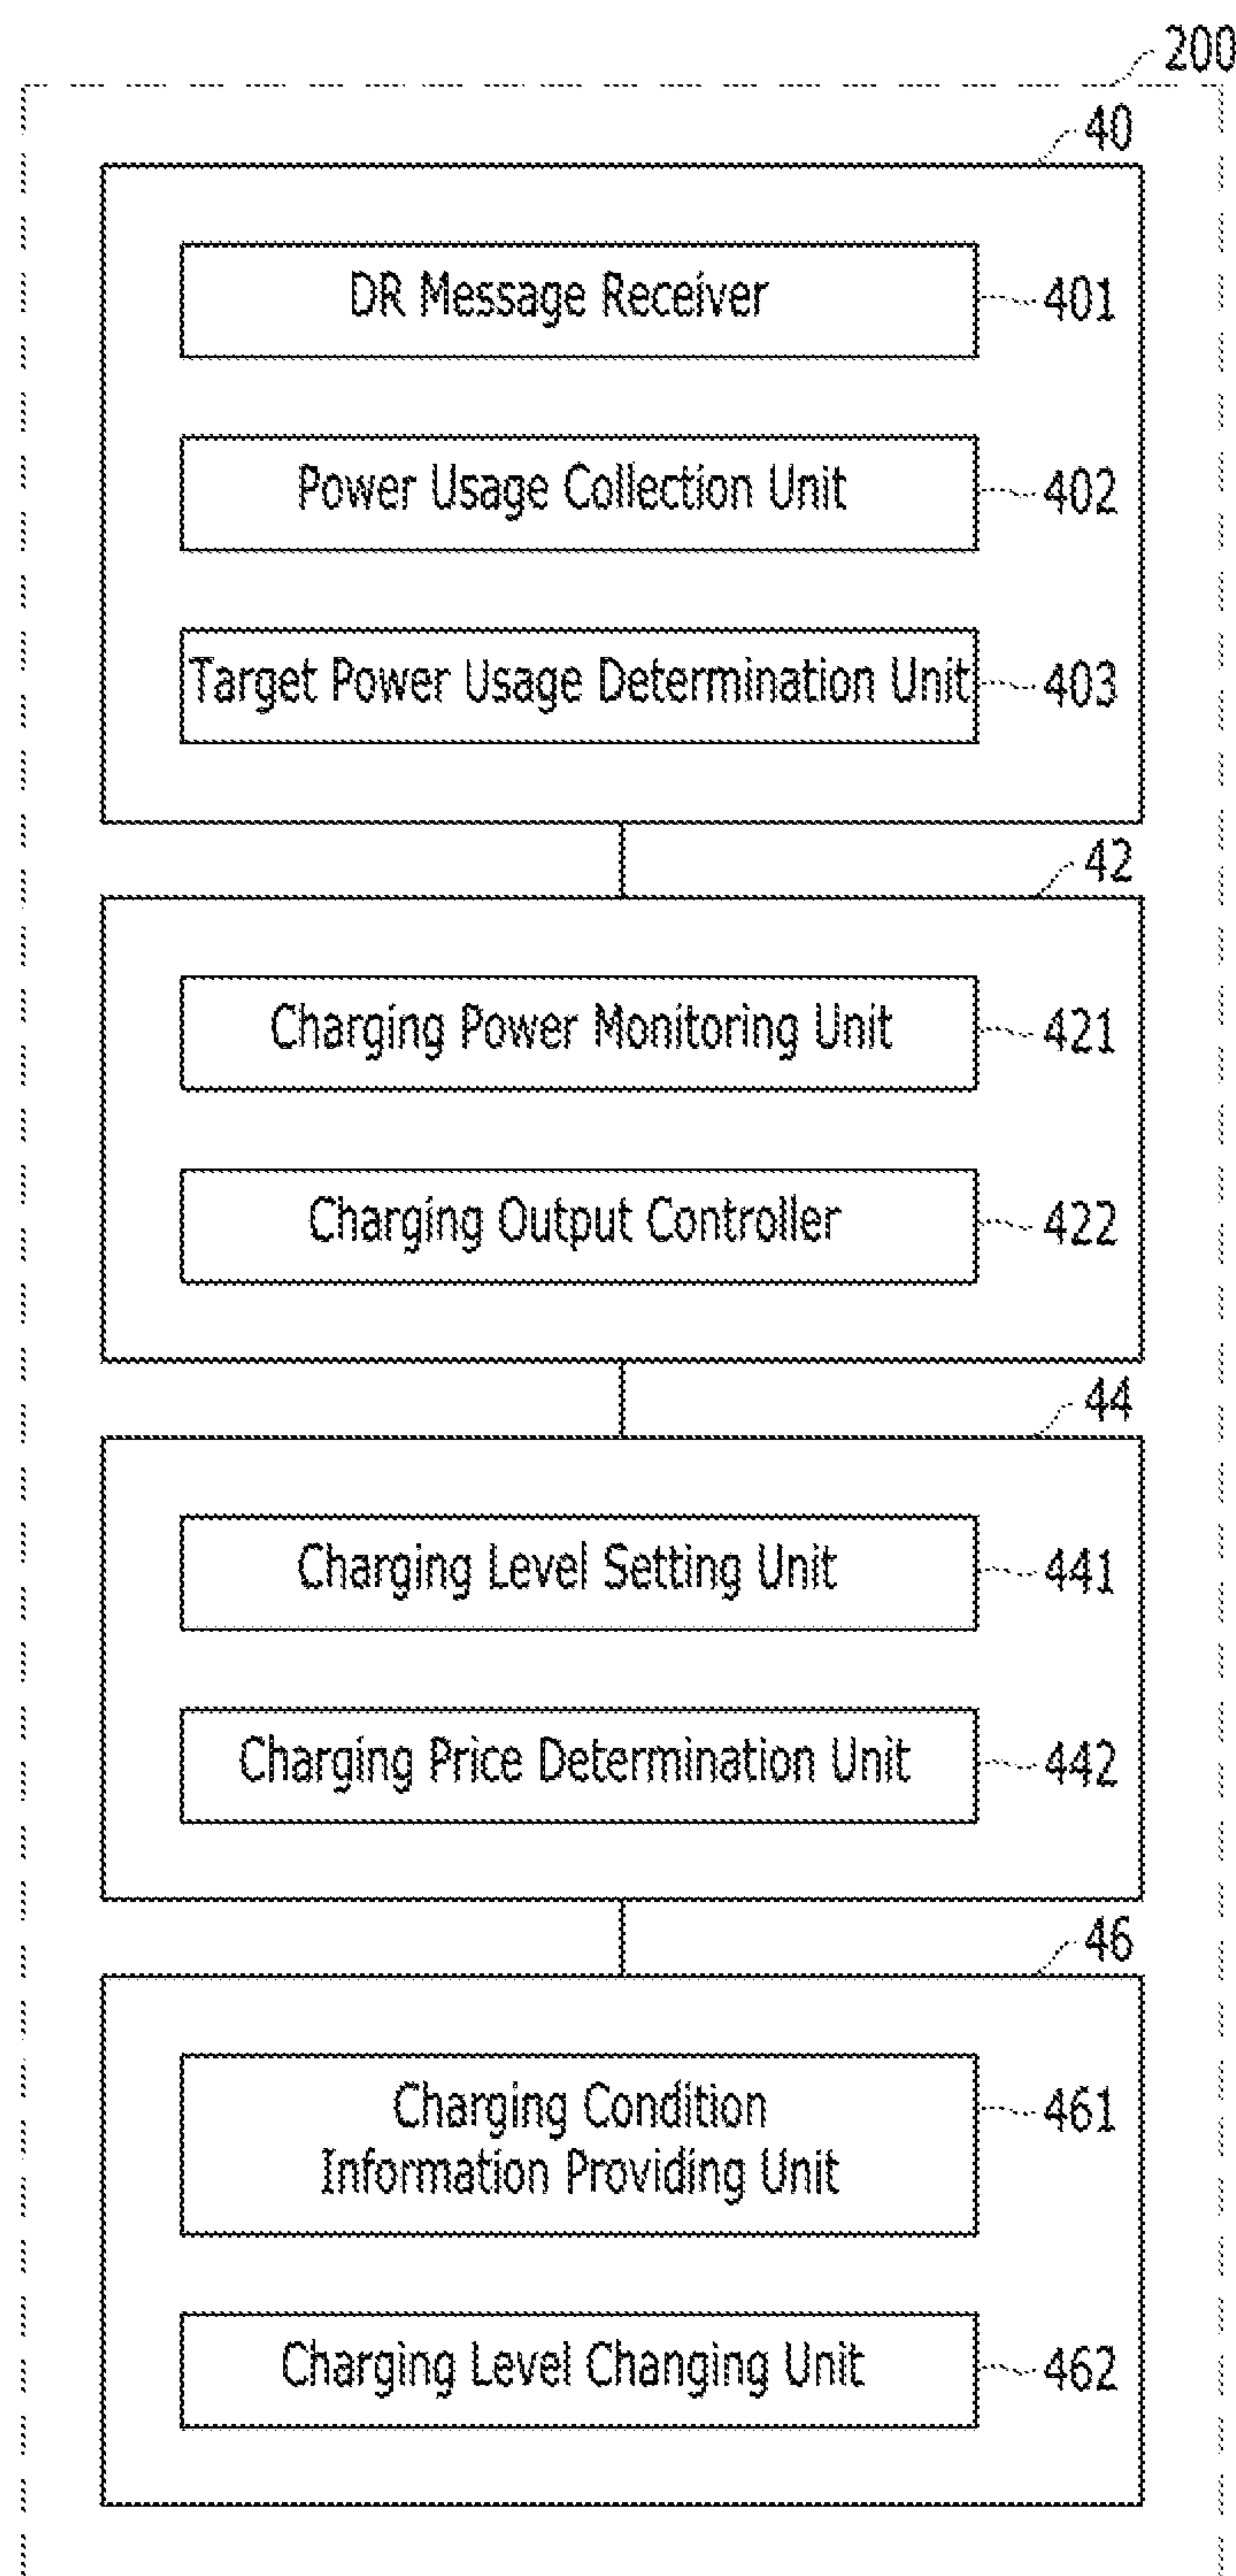 200
40
DR Message Receiver
401
Power Usage Collection Unit
402
Target Power Usage Determination Unit
403
42
Charging Power Monitoring Unit
421
Charging Output Controller
422
44
Charging Level Setting Unit
441
Charging Price Determination Unit
442
46
Charging Condition
Information Providing Unit
461
Charging Level Changing Unit
462